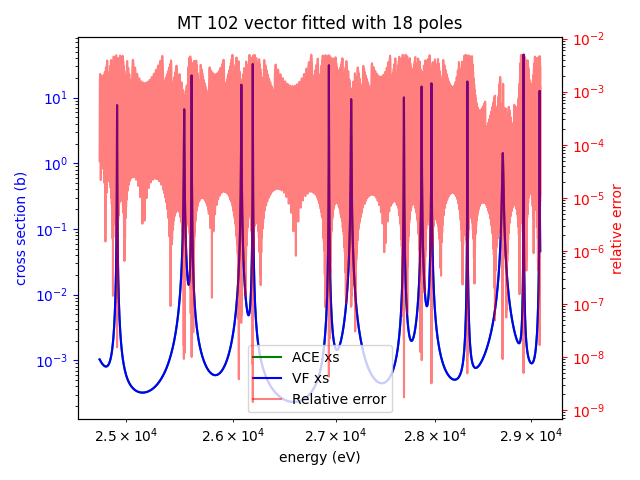 MT 102 vector fitted with 18 poles
cross section (b)
10¹
10⁰
10⁻¹
10⁻²
10⁻³
10⁻²
10⁻³
10⁻⁴
10⁻⁵
10⁻⁶
10⁻⁷
10⁻⁸
10⁻⁹
relative error
ACE xs
VF xs
Relative error
2.5 × 10⁴ 2.6 × 10⁴ 2.7 × 10⁴ 2.8 × 10⁴ 2.9 × 10⁴
energy (eV)